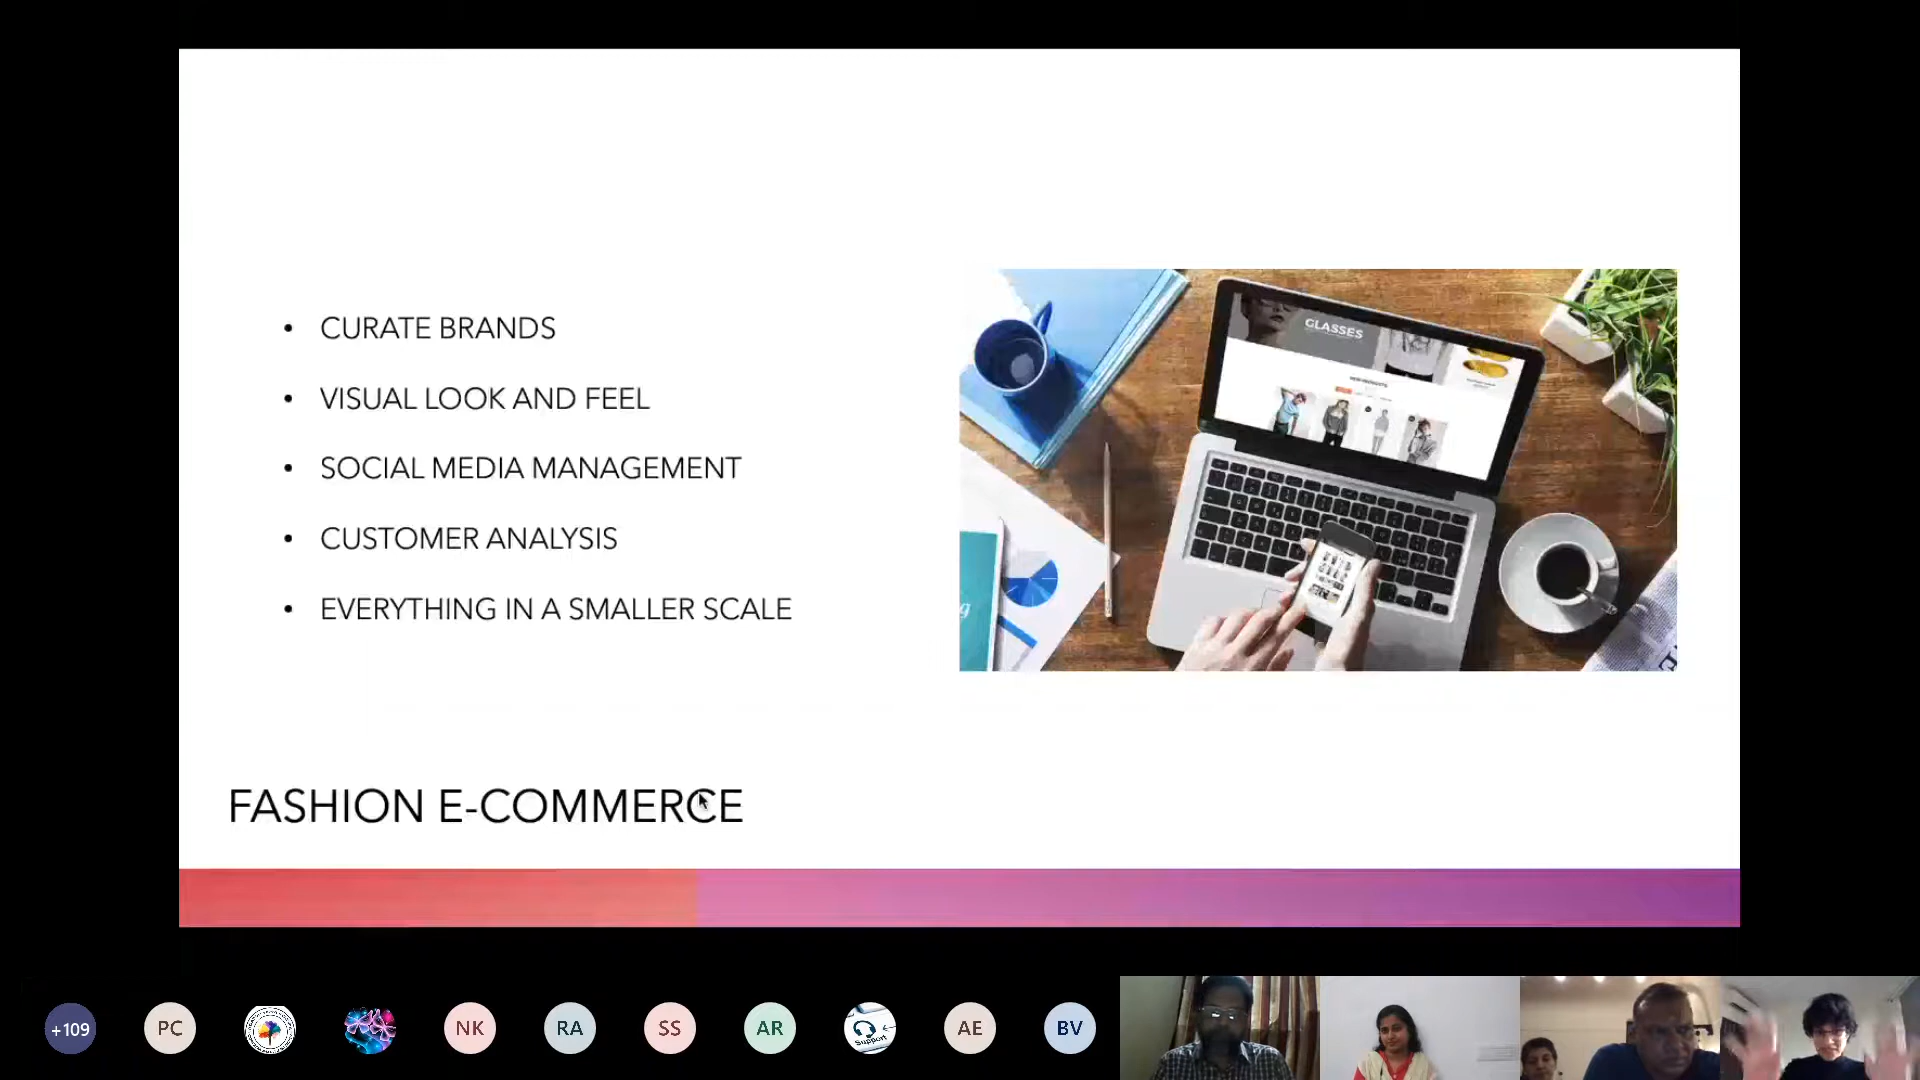 GLASSES
• CURATE BRANDS
• VISUAL LOOK AND FEEL
• SOCIAL MEDIA MANAGEMENT
• CUSTOMER ANALYSIS
• EVERYTHING IN A SMALLER SCALE
FASHION E-COMMERCE
+109
PC
NK
RA
SS
AR
Support
AE
BV